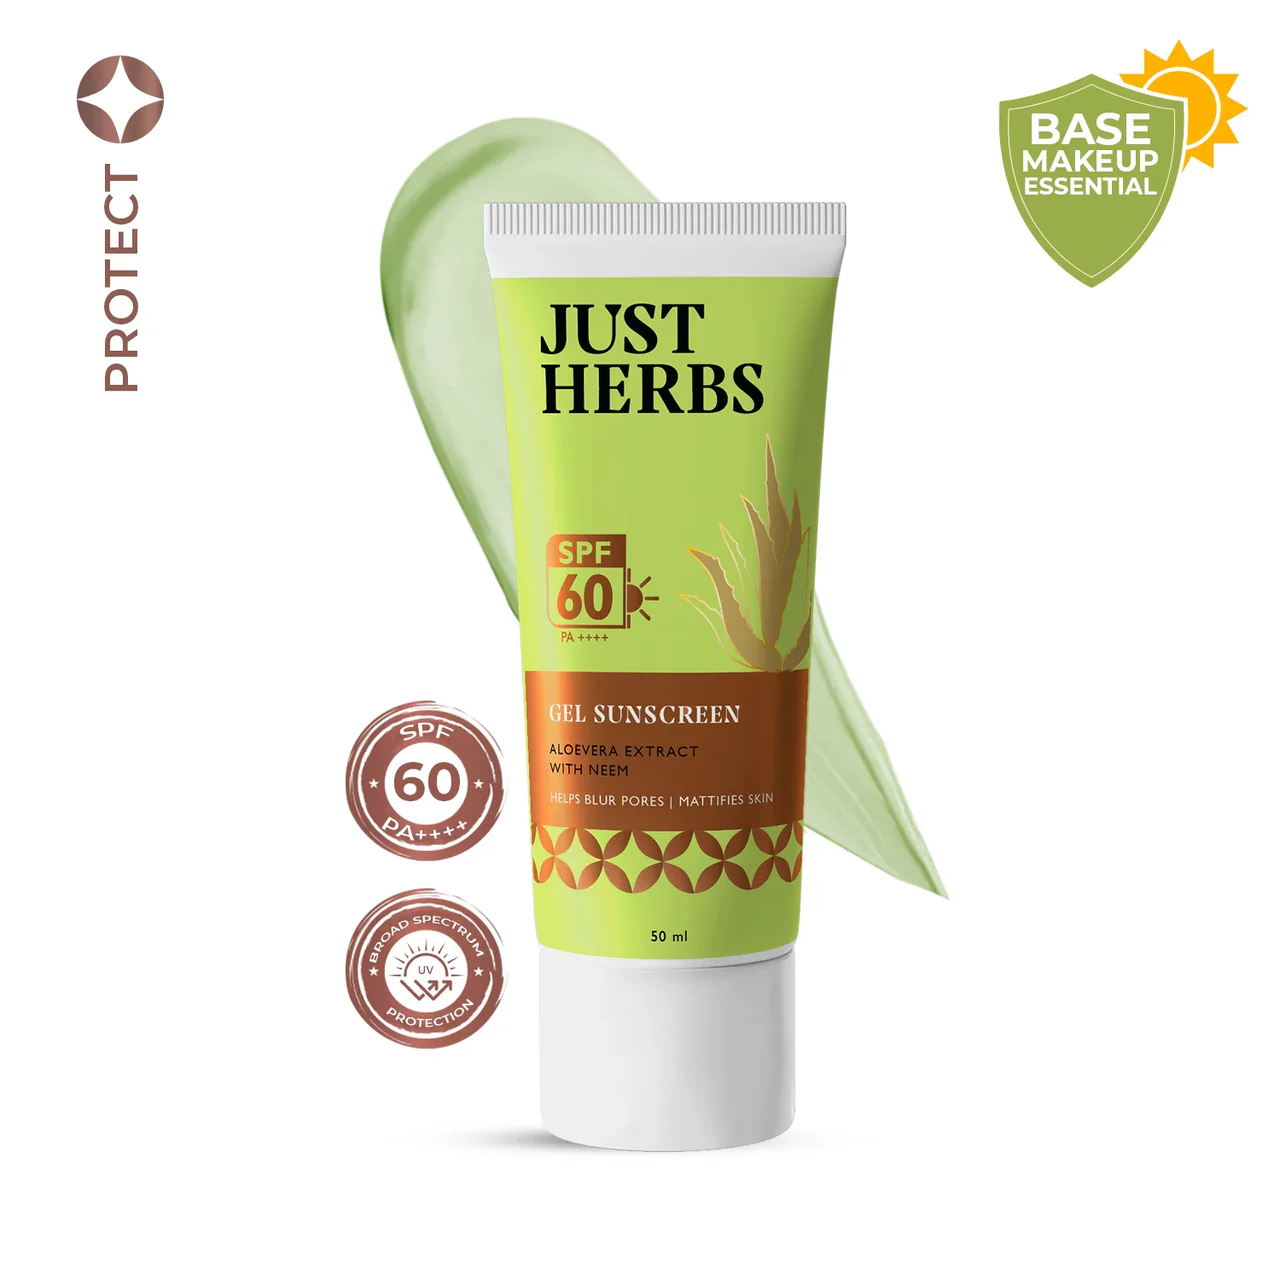 PROTECT
BASE
MAKEUP
ESSENTIAL
JUST
HERBS
SPF
60
PA ++++
GEL SUNSCREEN
ALOEVERA EXTRACT
WITH NEEM
HELPS BLUR PORES | MATTIFIES SKIN
50 ml
SPF
60
PA++++
BROAD SPECTRUM
UV
PROTECTION